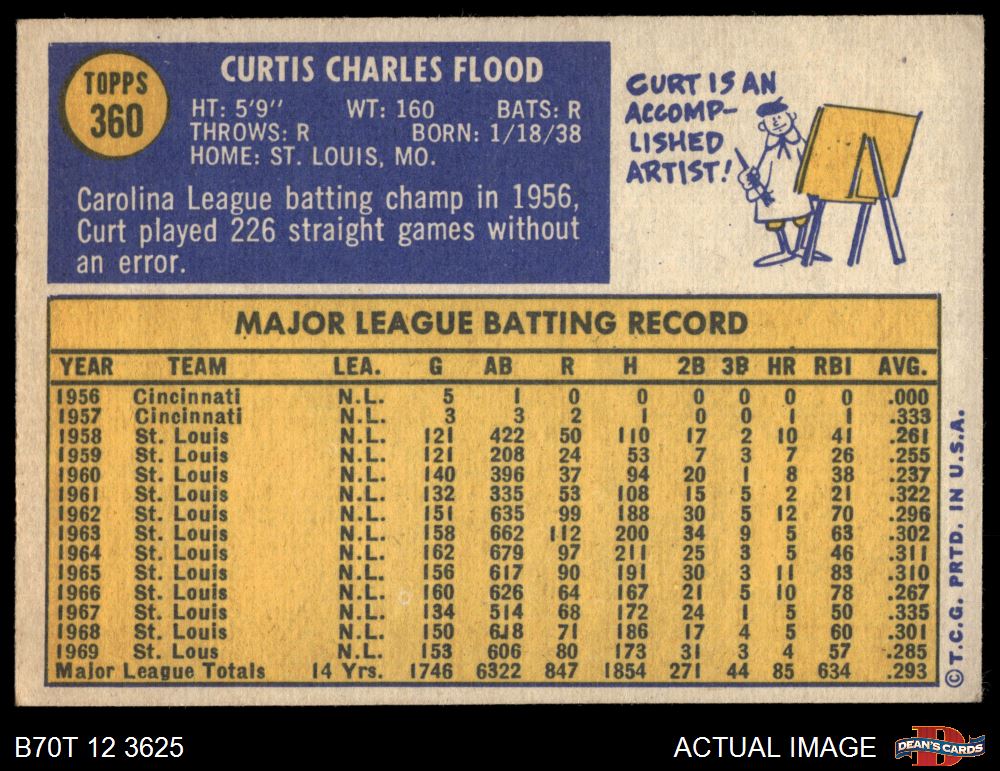 TOPPS
360
CURTIS CHARLES FLOOD
HT: 5'9" WT: 160 BATS: R
THROWS: R BORN: 1/18/38
HOME: ST. LOUIS, MO.
Carolina League batting champ in 1956,
Curt played 226 straight games without
an error.
CURT IS AN
ACCOMP-
LISHED
ARTIST!
MAJOR LEAGUE BATTING RECORD
YEAR TEAM LEA. G AB R H 2B 3B HR RBI AVG.
1956 Cincinnati N.L. 5 1 0 0 0 0 0 0 .000
1957 Cincinnati N.L. 3 3 2 1 0 0 1 1 .333
1958 St. Louis N.L. 121 422 50 110 17 2 10 41 .261
1959 St. Louis N.L. 121 208 24 53 7 3 7 26 .255
1960 St. Louis N.L. 140 396 37 94 20 1 8 38 .237
1961 St. Louis N.L. 132 335 53 108 15 5 2 21 .322
1962 St. Louis N.L. 151 635 99 188 30 5 12 70 .296
1963 St. Louis N.L. 158 662 112 200 34 9 5 63 .302
1964 St. Louis N.L. 162 679 97 211 25 3 5 46 .311
1965 St. Louis N.L. 156 617 90 191 30 3 11 83 .310
1966 St. Louis N.L. 160 626 64 167 21 5 10 78 .267
1967 St. Louis N.L. 134 514 68 172 24 1 5 50 .335
1968 St. Louis N.L. 150 618 71 186 17 4 5 60 .301
1969 St. Lous N.L. 153 606 80 173 31 3 4 57 .285
Major League Totals 14 Yrs. 1746 6322 847 1854 271 44 85 634 .293
©T.C.G. PRTD. IN U.S.A.
B70T 12 3625
ACTUAL IMAGE
DEAN'S CARDS